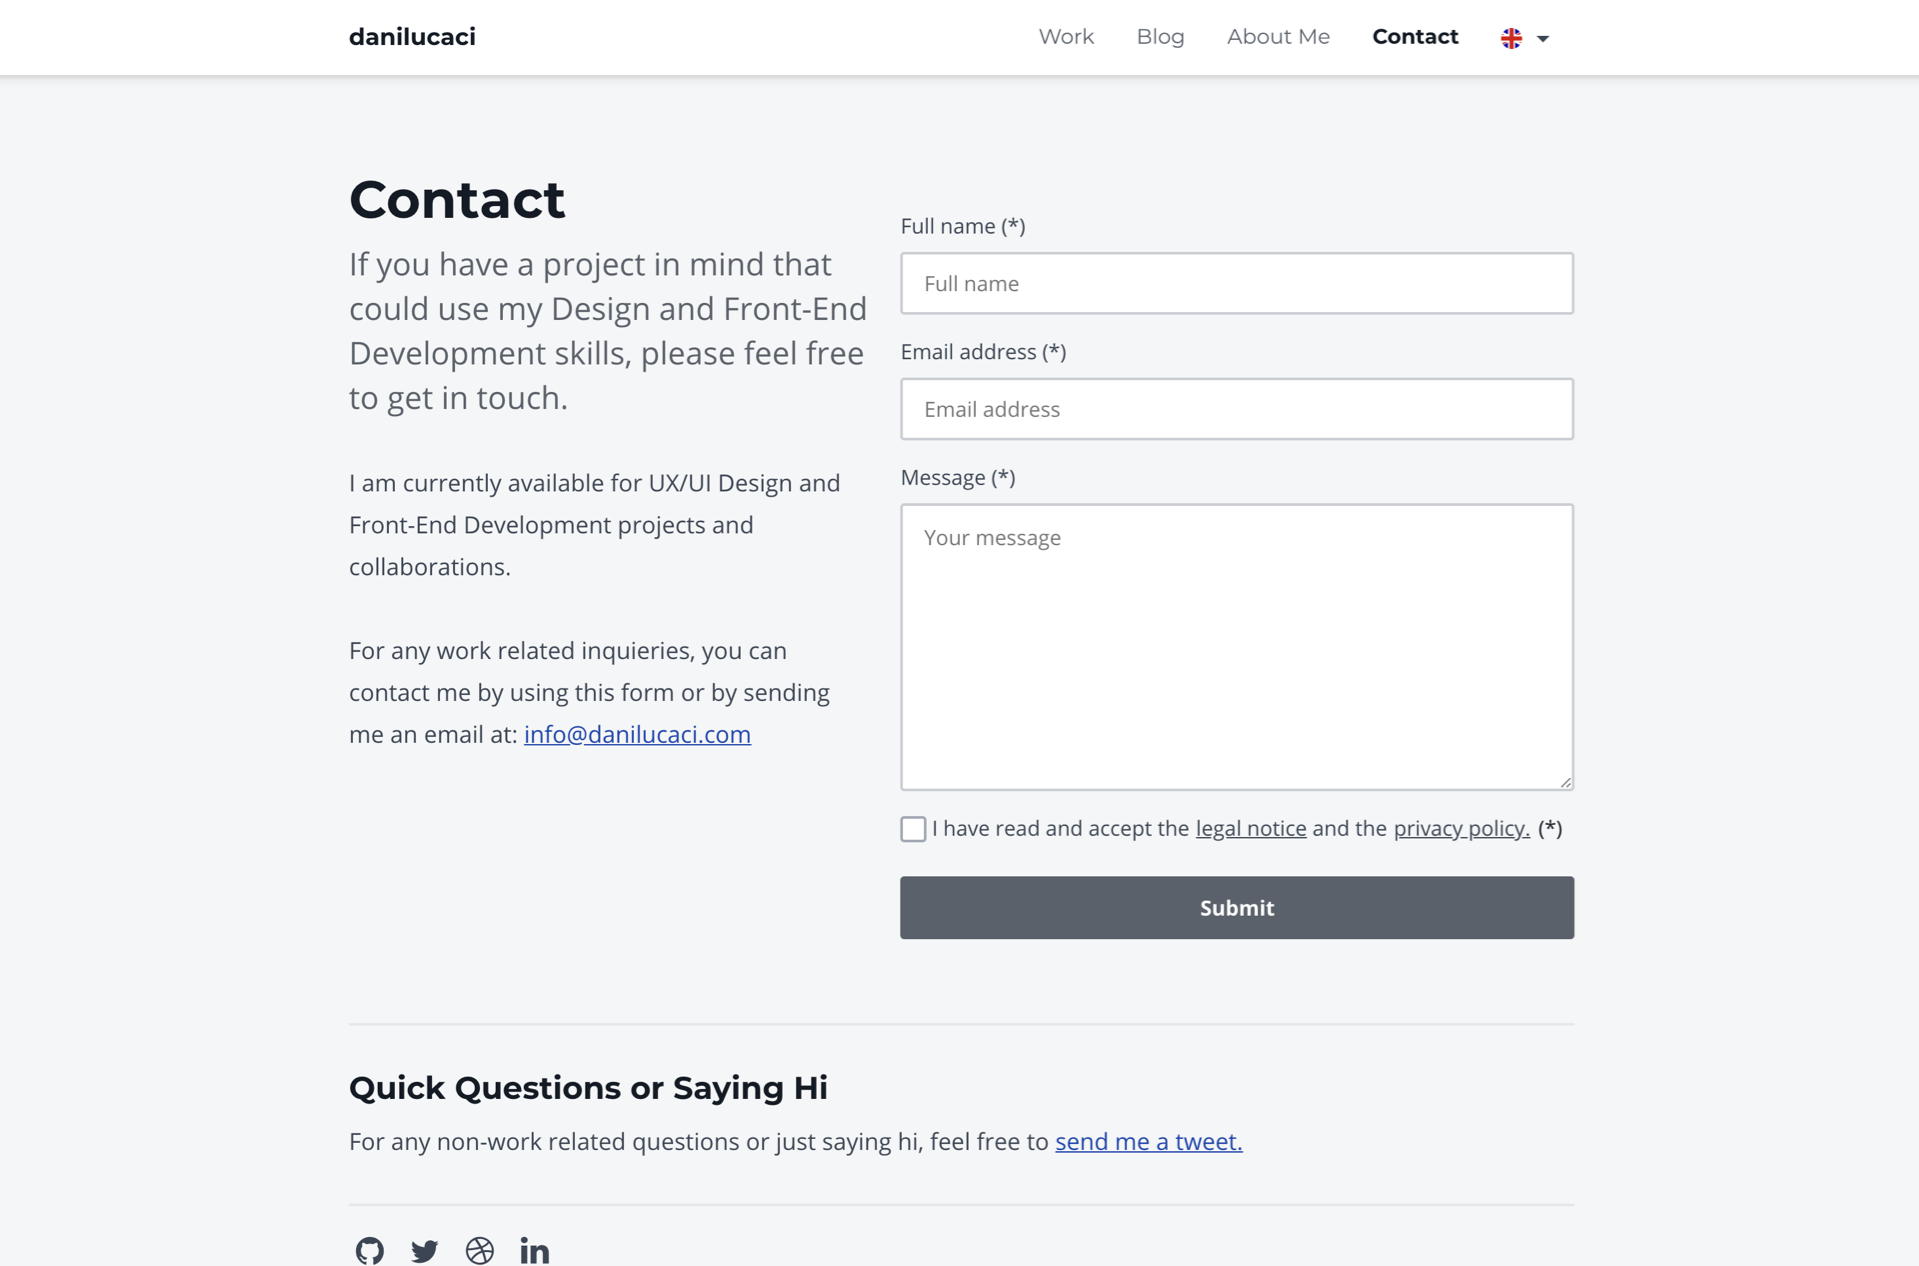 danilucaci
Work Blog About Me Contact
Contact
If you have a project in mind that
could use my Design and Front-End
Development skills, please feel free
to get in touch.
I am currently available for UX/UI Design and
Front-End Development projects and
collaborations.
For any work related inquieries, you can
contact me by using this form or by sending
me an email at: info@danilucaci.com
Full name (*)
Full name
Email address (*)
Email address
Message (*)
Your message
I have read and accept the legal notice and the privacy policy. (*)
Submit
Quick Questions or Saying Hi
For any non-work related questions or just saying hi, feel free to send me a tweet.
in